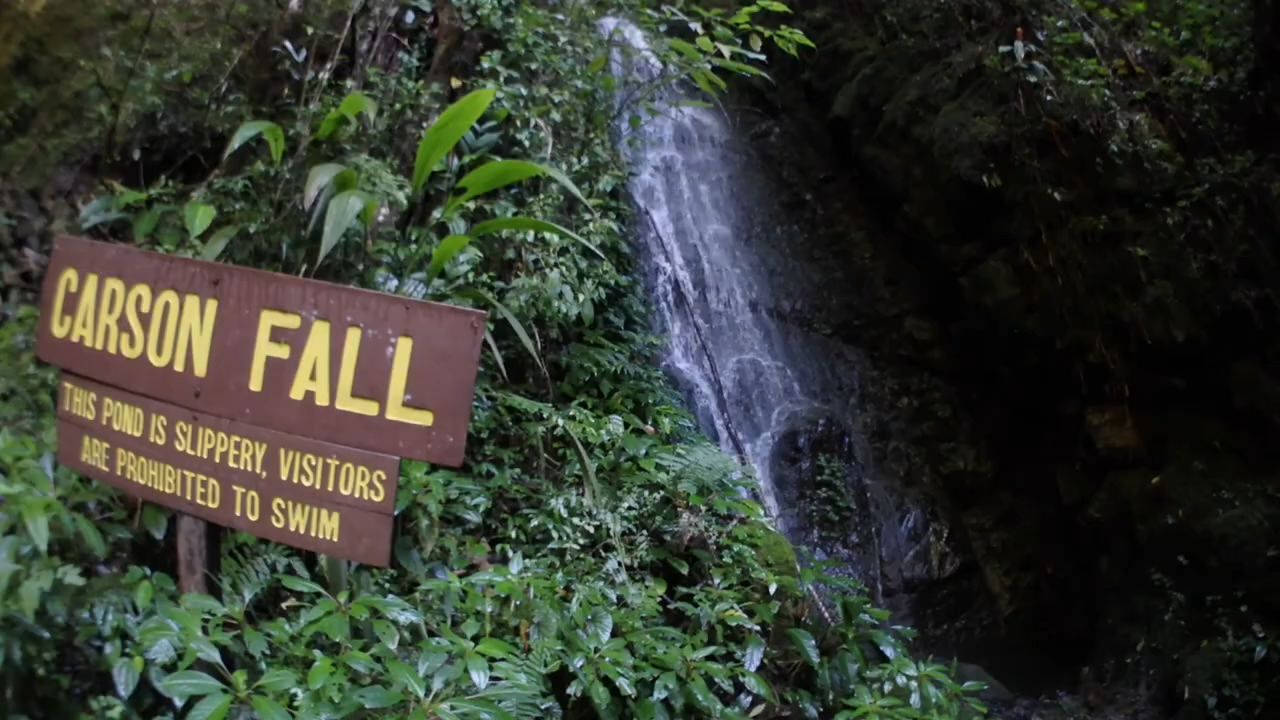 CARSON FALL
THIS POND IS SLIPPERY, VISITORS
ARE PROHIBITED TO SWIM